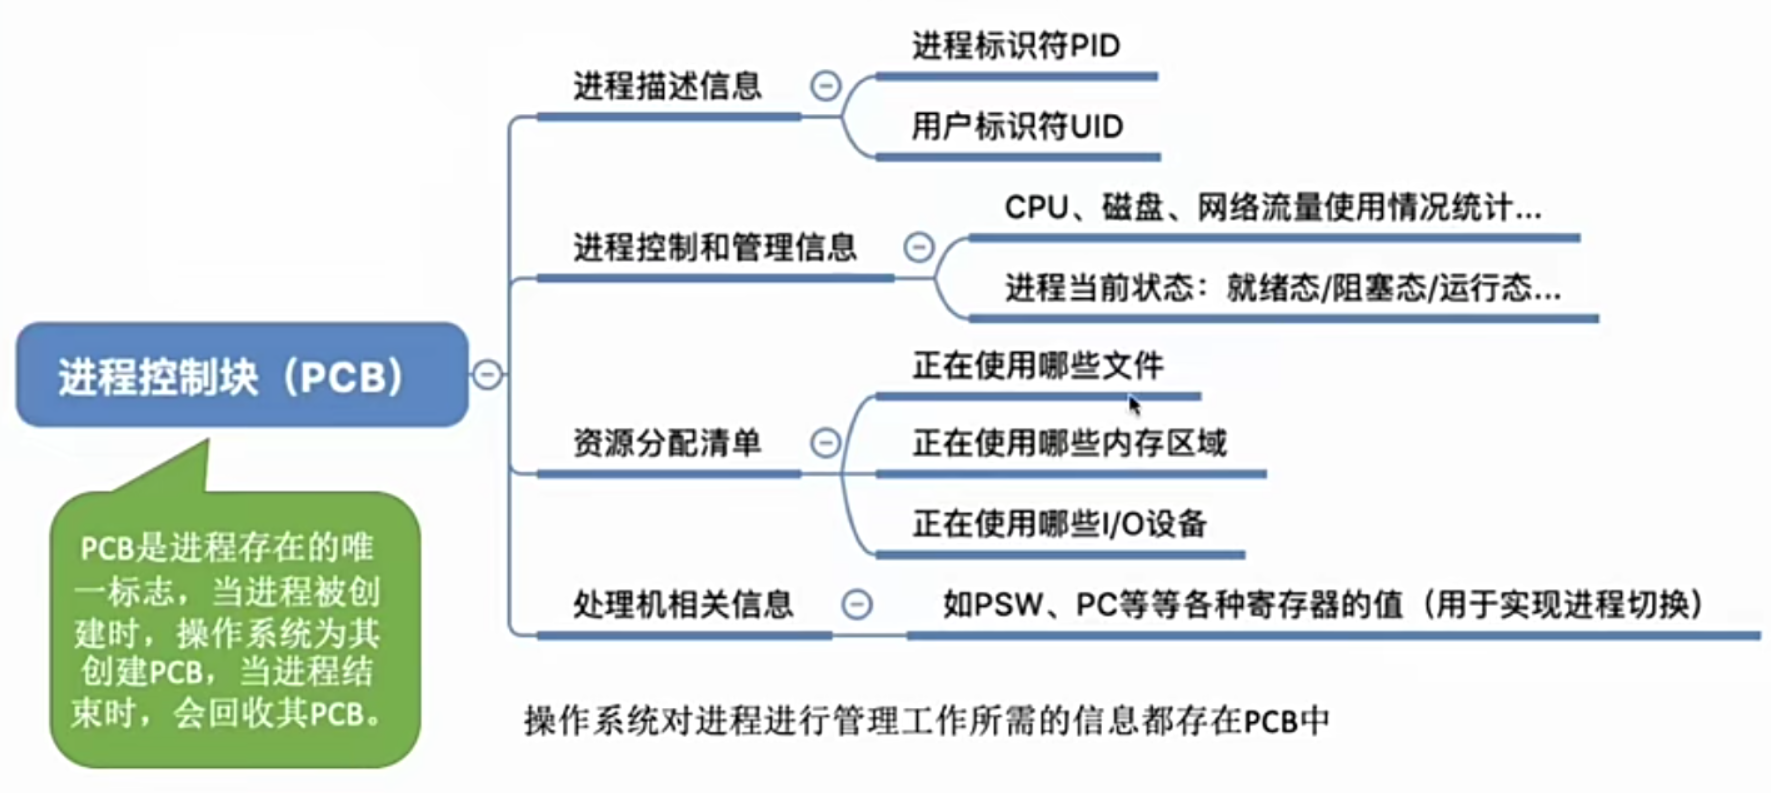 进程标识符PID
进程描述信息
用户标识符UID
CPU、磁盘、网络流量使用情况统计...
进程控制和管理信息
进程当前状态：就绪态/阻塞态/运行态...
进程控制块（PCB）
正在使用哪些文件
资源分配清单
正在使用哪些内存区域
正在使用哪些I/O设备
处理机相关信息
如PSW、PC等等各种寄存器的值（用于实现进程切换）
PCB是进程存在的唯
一标志，当进程被创
建时，操作系统为其
创建PCB，当进程结
束时，会回收其PCB。
操作系统对进程进行管理工作所需的信息都存在PCB中